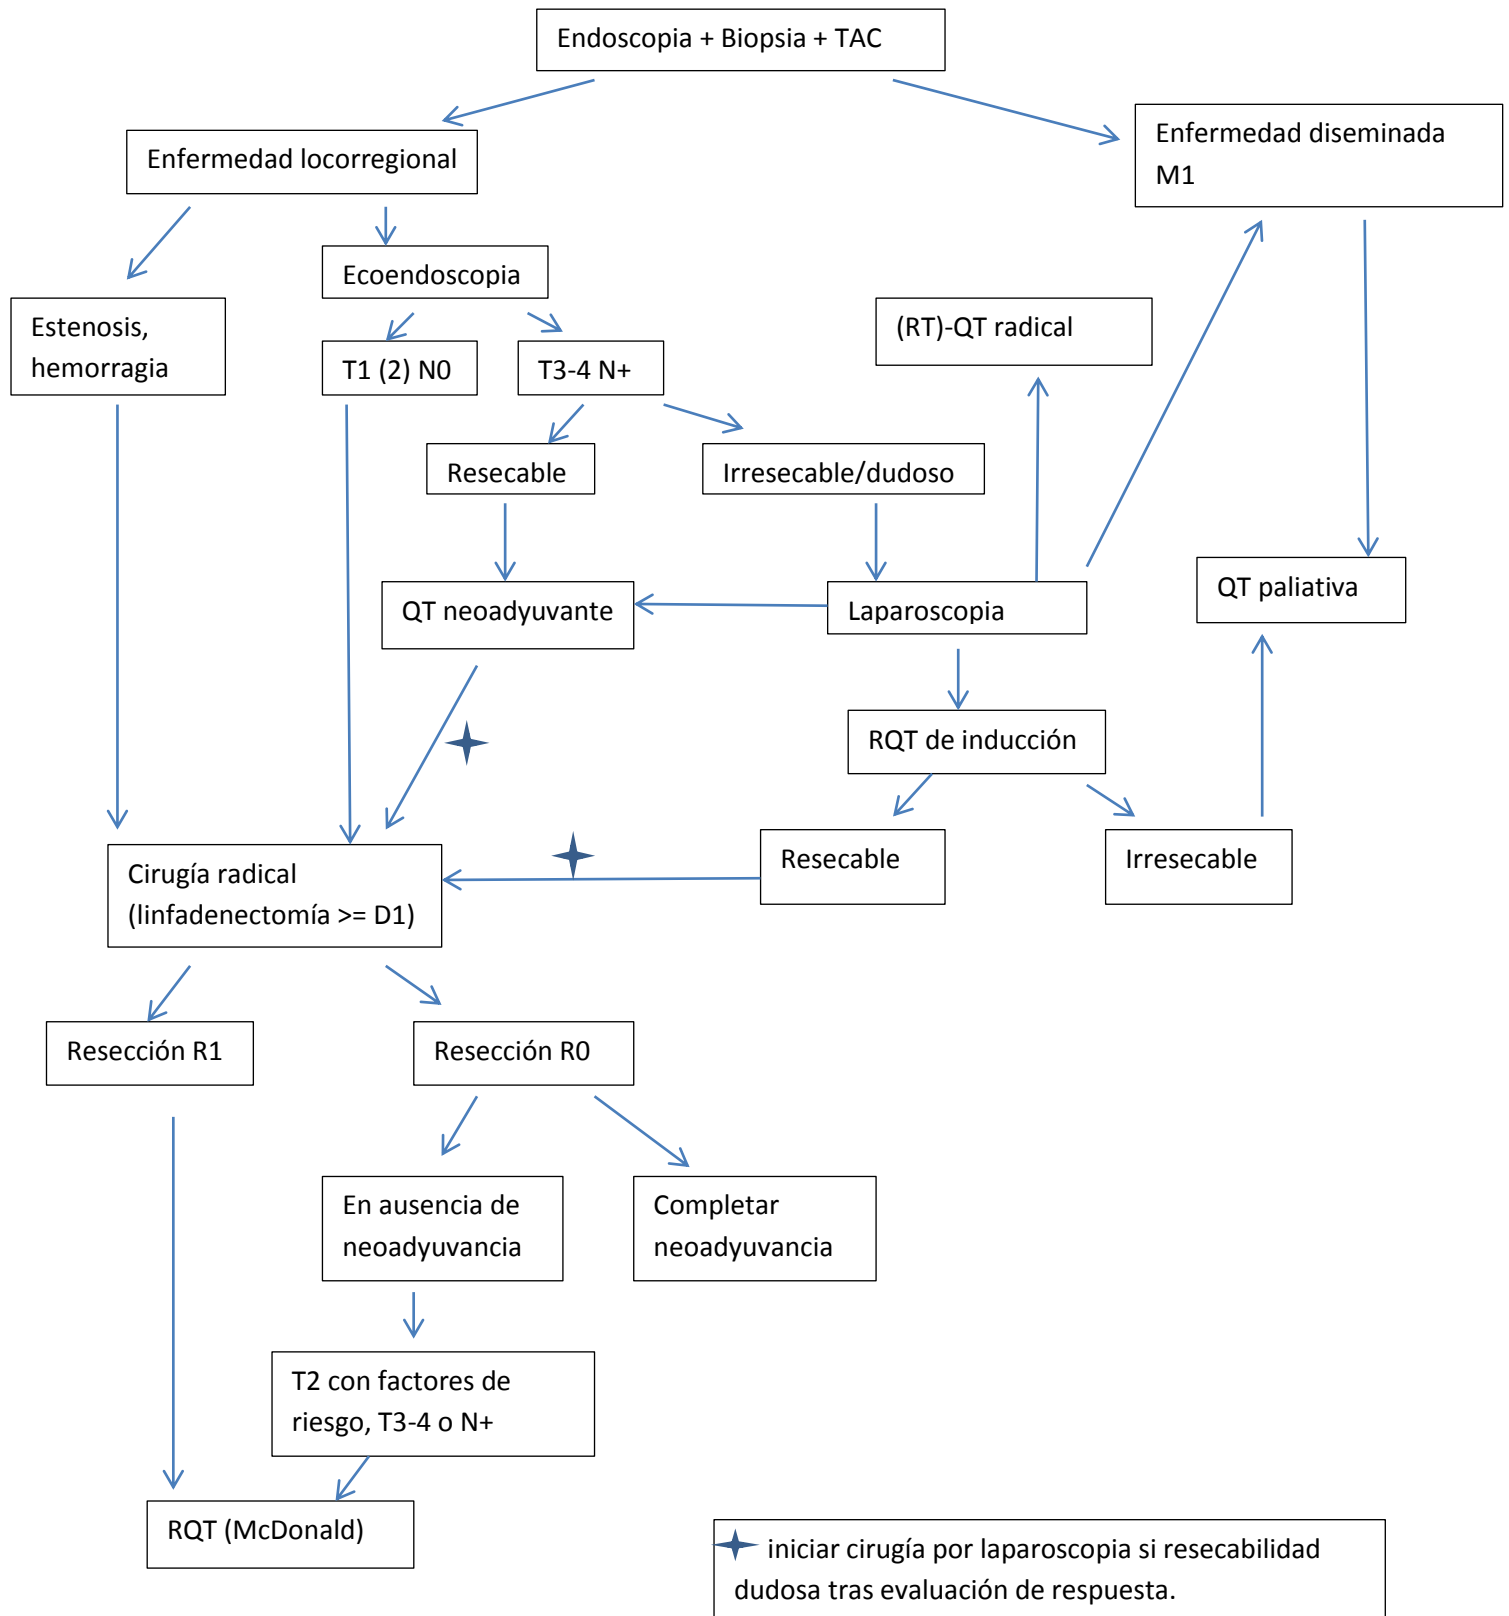 Endoscopia + Biopsia + TAC
Enfermedad locorregional
Enfermedad diseminada
M1
Ecoendoscopia
Estenosis,
hemorragia
(RT)-QT radical
T1 (2) N0
T3-4 N+
Resecable
Irresecable/dudoso
QT neoadyuvante
Laparoscopia
QT paliativa
RQT de inducción
Resecable
Irresecable
Cirugía radical
(linfadenectomía >= D1)
Resección R1
Resección R0
En ausencia de
neoadyuvancia
Completar
neoadyuvancia
T2 con factores de
riesgo, T3-4 o N+
RQT (McDonald)
iniciar cirugía por laparoscopia si resecabilidad
dudosa tras evaluación de respuesta.